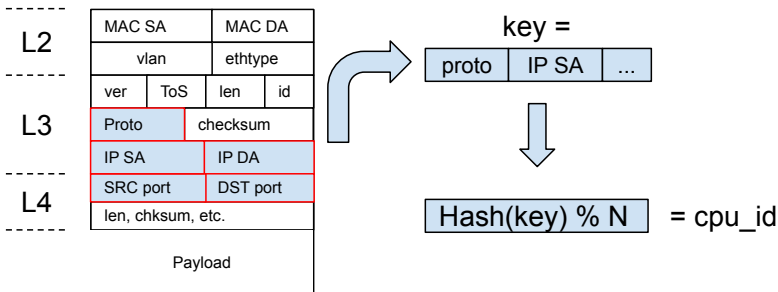 L2
MAC SA
MAC DA
vlan
ethtype
L3
ver
ToS
len
id
Proto
checksum
IP SA
IP DA
L4
SRC port
DST port
len, chksum, etc.
Payload
key =
proto
IP SA
...
Hash(key) % N
= cpu_id